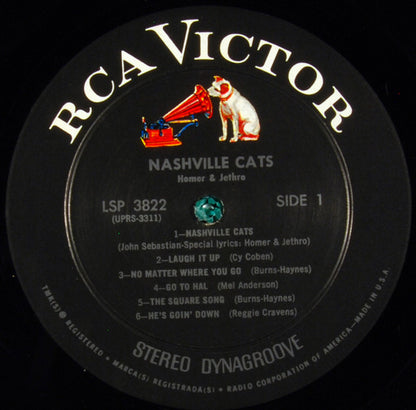 RCA VICTOR
NASHVILLE CATS
Homer & Jethro
LSP 3822
(UPRS-3311)
SIDE 1
1—NASHVILLE CATS
(John Sebastian-Special lyrics: Homer & Jethro)
2—LAUGH IT UP (Cy Coben)
3—NO MATTER WHERE YOU GO (Burns-Haynes)
4—GO TO HAL (Mel Anderson)
5—THE SQUARE SONG (Burns-Haynes)
6—HE'S GOIN' DOWN (Reggie Cravens)
STEREO DYNAGROOVE
TMK(S) ® REGISTERED • MARCA(S) REGISTRADA(S) • RADIO CORPORATION OF AMERICA—MADE IN U.S.A.